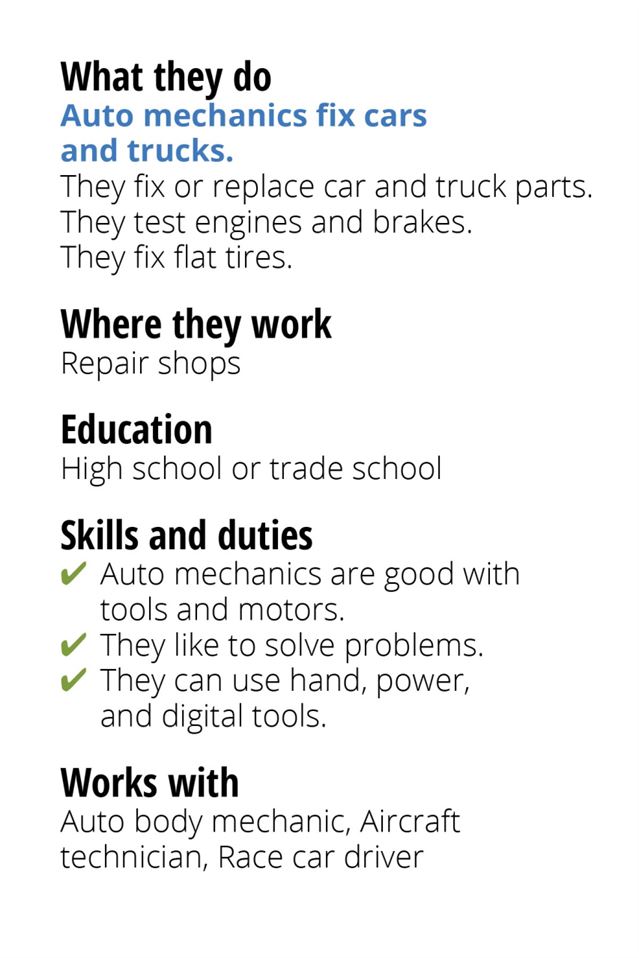 What they do
Auto mechanics fix cars
and trucks.
They fix or replace car and truck parts.
They test engines and brakes.
They fix flat tires.
Where they work
Repair shops
Education
High school or trade school
Skills and duties
✔ Auto mechanics are good with
tools and motors.
✔ They like to solve problems.
✔ They can use hand, power,
and digital tools.
Works with
Auto body mechanic, Aircraft
technician, Race car driver